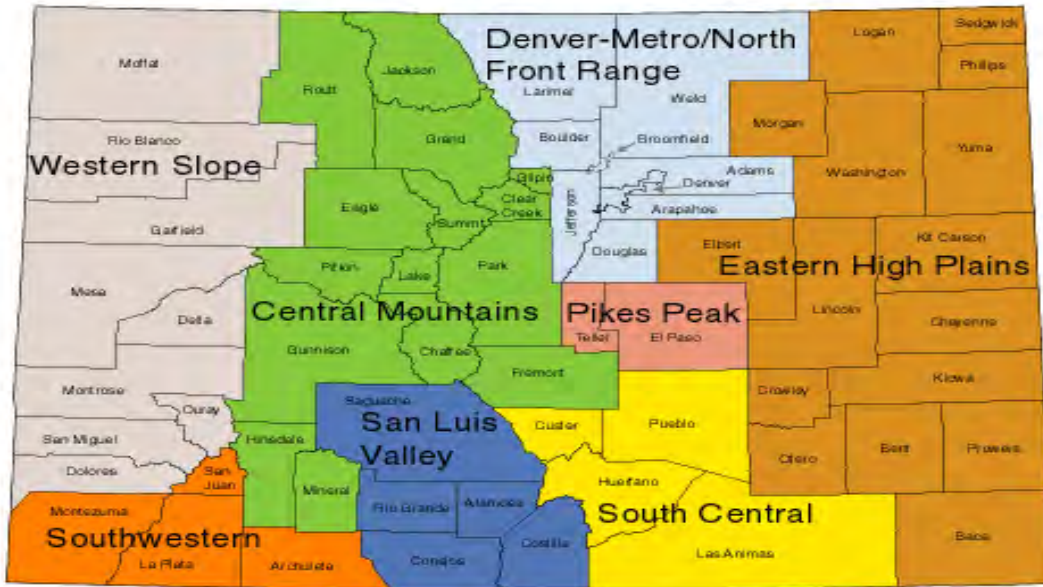 Denver-Metro/North
Front Range
Logan
Sedgwick
Phillips
Moffat
Routt
Jackson
Larimer
Weld
Morgan
Yuma
Rio Blanco
Western Slope
Grand
Boulder
Broomfield
Washington
Gilpin
Adams
Denver
Clear
Creek
Eagle
Summit
Jefferson
Arapahoe
Garfield
Douglas
Elbert
Kit Carson
Eastern High Plains
Pitkin
Lake
Park
Mesa
Delta
Central Mountains
Pikes Peak
Teller
El Paso
Lincoln
Cheyenne
Gunnison
Chaffee
Fremont
Montrose
Ouray
Saguache
Crowley
Kiowa
San Luis
Valley
Custer
Pueblo
San Miguel
Hinsdale
Dolores
San
Juan
Otero
Bent
Prowers
Mineral
Huerfano
Rio Grande
Alamosa
Montezuma
Southwestern
South Central
La Plata
Archuleta
Conejos
Costilla
Las Animas
Baca